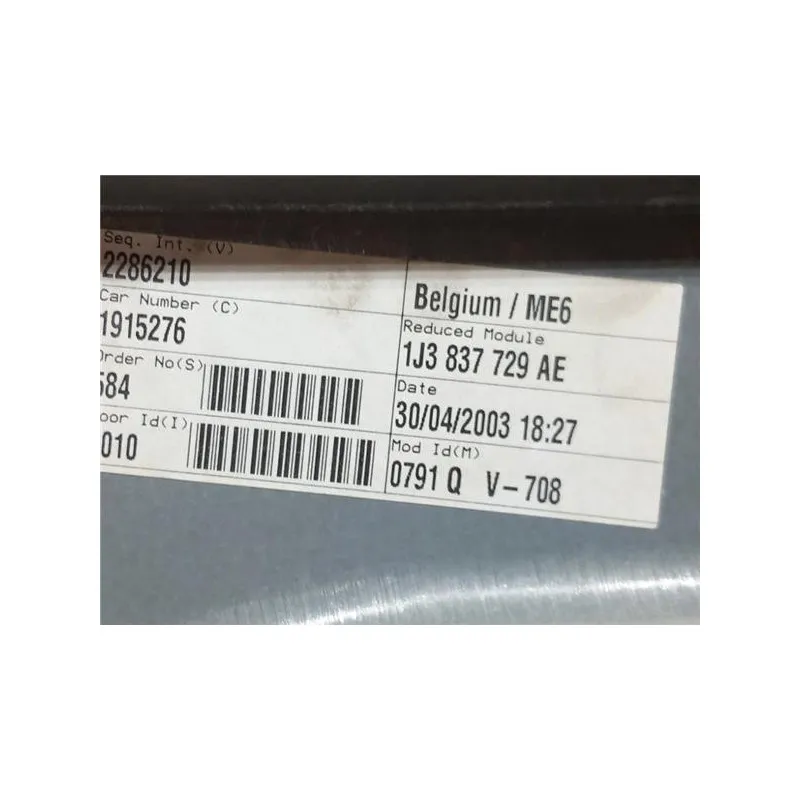 Seq. Int. (V)
2286210
Car Number (C)
1915276
Order No(S)
584
oor Id(I)
010
Belgium / ME6
Reduced Module
1J3 837 729 AE
Date
30/04/2003 18:27
Mod Id(M)
0791 Q V-708